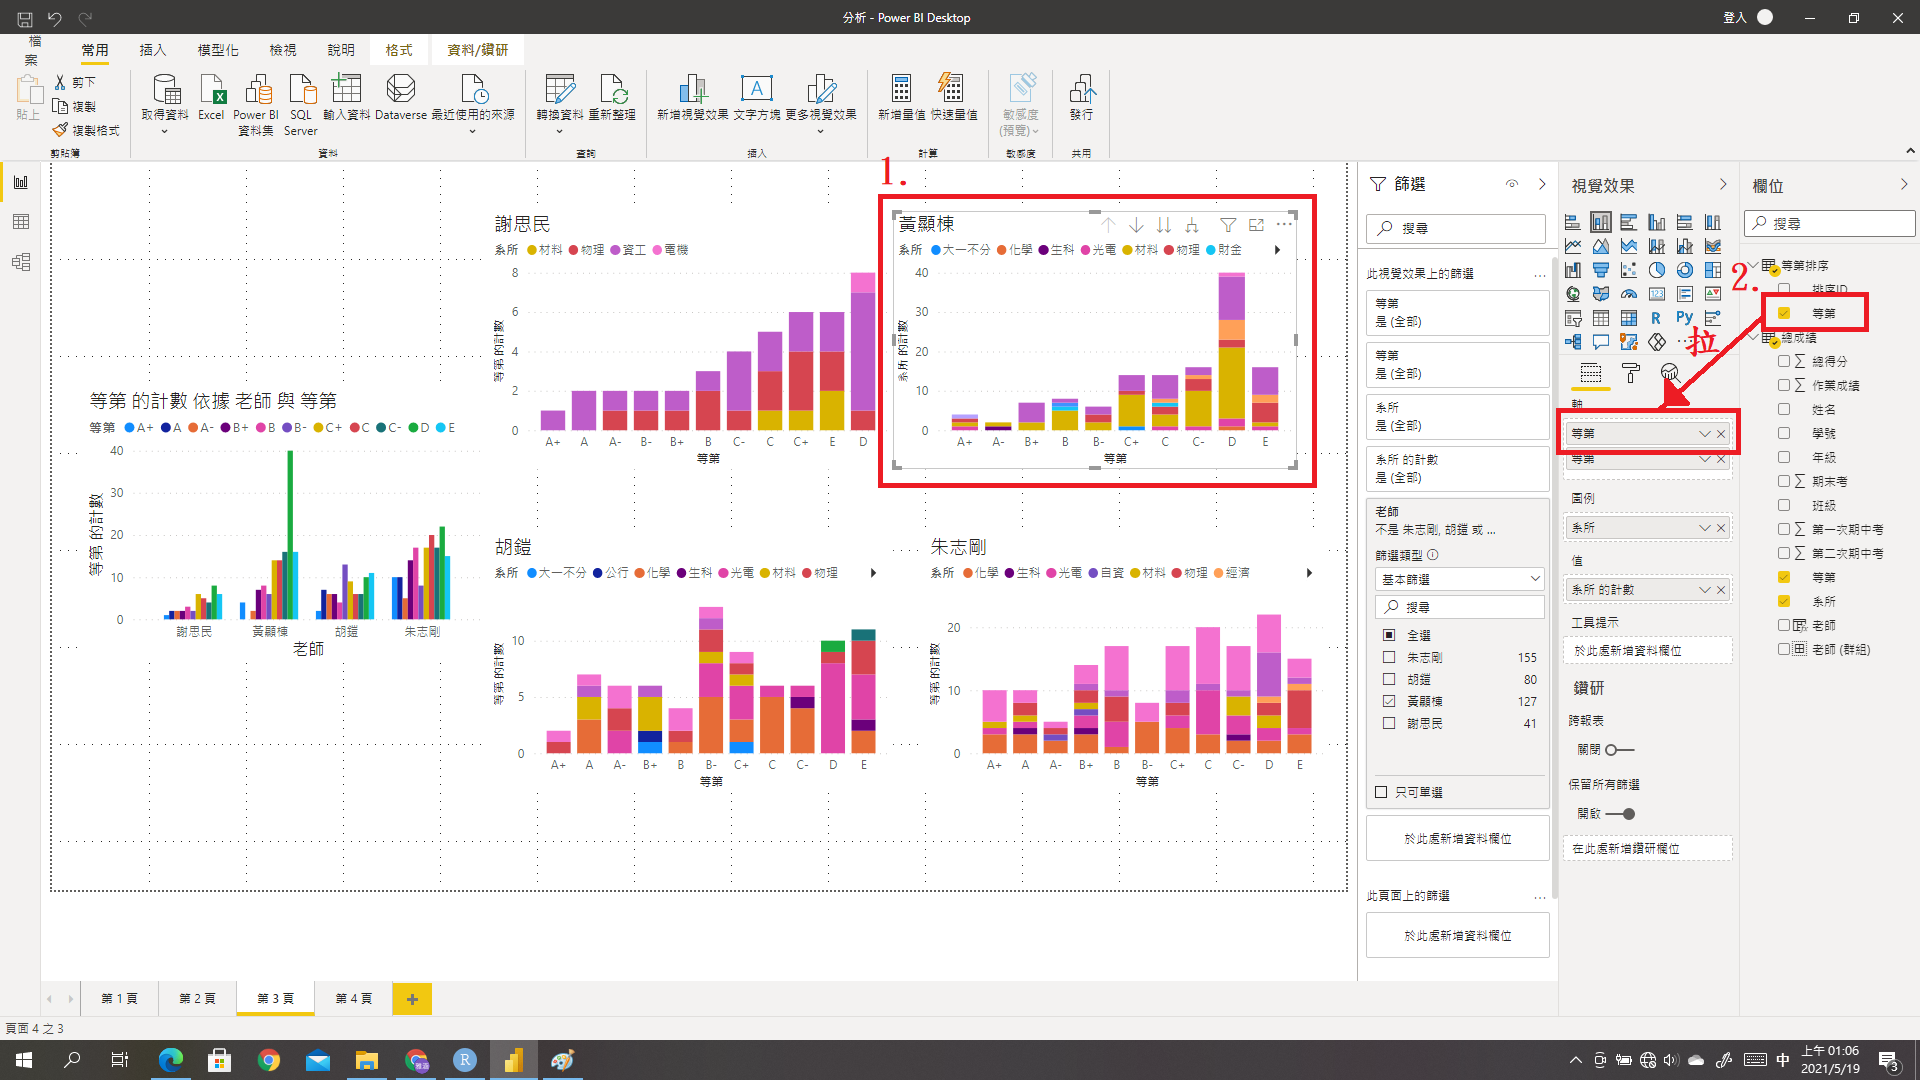 分析 - Power BI Desktop
登入
檔案
常用
插入
模型化
檢視
說明
格式
資料/鑽研
貼上
剪下
複製
複製格式
剪貼簿
取得資料
Excel
Power BI 資料集
SQL Server
輸入資料
Dataverse
最近使用的來源
資料
轉換資料
重新整理
查詢
新增視覺效果
文字方塊
更多視覺效果
插入
新增量值
快速量值
計算
敏感度 (預覽)
敏感度
發行
共用
1.
謝思民
系所 材料 物理 資工 電機
等第 的計數
8
6
4
2
0
A+ A A- B- B+ B C- C C+ E D
等第
黃顯棟
系所 大一不分 化學 生科 光電 材料 物理 財金
系所 的計數
40
30
20
10
0
A+ A- B+ B B- C+ C C- D E
等第
等第 的計數 依據 老師 與 等第
等第 A+ A A- B+ B B- C+ C C- D E
等第 的計數
40
30
20
10
0
謝思民 黃顯棟 胡鎧 朱志剛
老師
胡鎧
系所 大一不分 公行 化學 生科 光電 材料 物理
等第 的計數
10
5
0
A+ A A- B+ B B- C+ C C- D E
等第
朱志剛
系所 化學 生科 光電 自資 材料 物理 經濟
等第 的計數
20
10
0
A+ A A- B+ B B- C+ C C- D E
等第
篩選
搜尋
此視覺效果上的篩選
等第
是 (全部)
等第
是 (全部)
系所
是 (全部)
系所 的計數
是 (全部)
老師
不是 朱志剛, 胡鎧 或 ...
篩選類型
基本篩選
搜尋
全選
朱志剛 155
胡鎧 80
黃顯棟 127
謝思民 41
只可單選
於此處新增資料欄位
此頁面上的篩選
於此處新增資料欄位
視覺效果
R
Py
拉
軸
等第
等第
圖例
系所
值
系所 的計數
工具提示
於此處新增資料欄位
鑽研
跨報表
關閉
保留所有篩選
開啟
在此處新增鑽研欄位
欄位
搜尋
2.
等第排序
排序ID
等第
總成績
總得分
作業成績
姓名
學號
年級
期末考
班級
第一次期中考
第二次期中考
等第
系所
老師
老師 (群組)
第 1 頁
第 2 頁
第 3 頁
第 4 頁
頁面 4 之 3
中
上午 01:06
2021/5/19
3